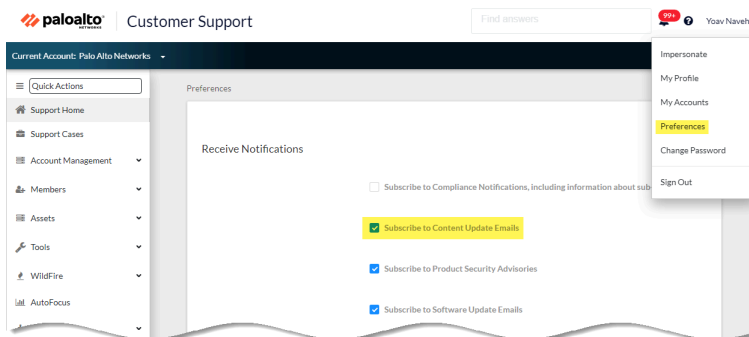 paloalto
NETWORKS
Customer Support
Find answers
99+
Yoav Naveh
Current Account: Palo Alto Networks
Quick Actions
Support Home
Support Cases
Account Management
Members
Assets
Tools
WildFire
AutoFocus
Preferences
Receive Notifications
Subscribe to Compliance Notifications, including information about sub
Subscribe to Content Update Emails
Subscribe to Product Security Advisories
Subscribe to Software Update Emails
Impersonate
My Profile
My Accounts
Preferences
Change Password
Sign Out